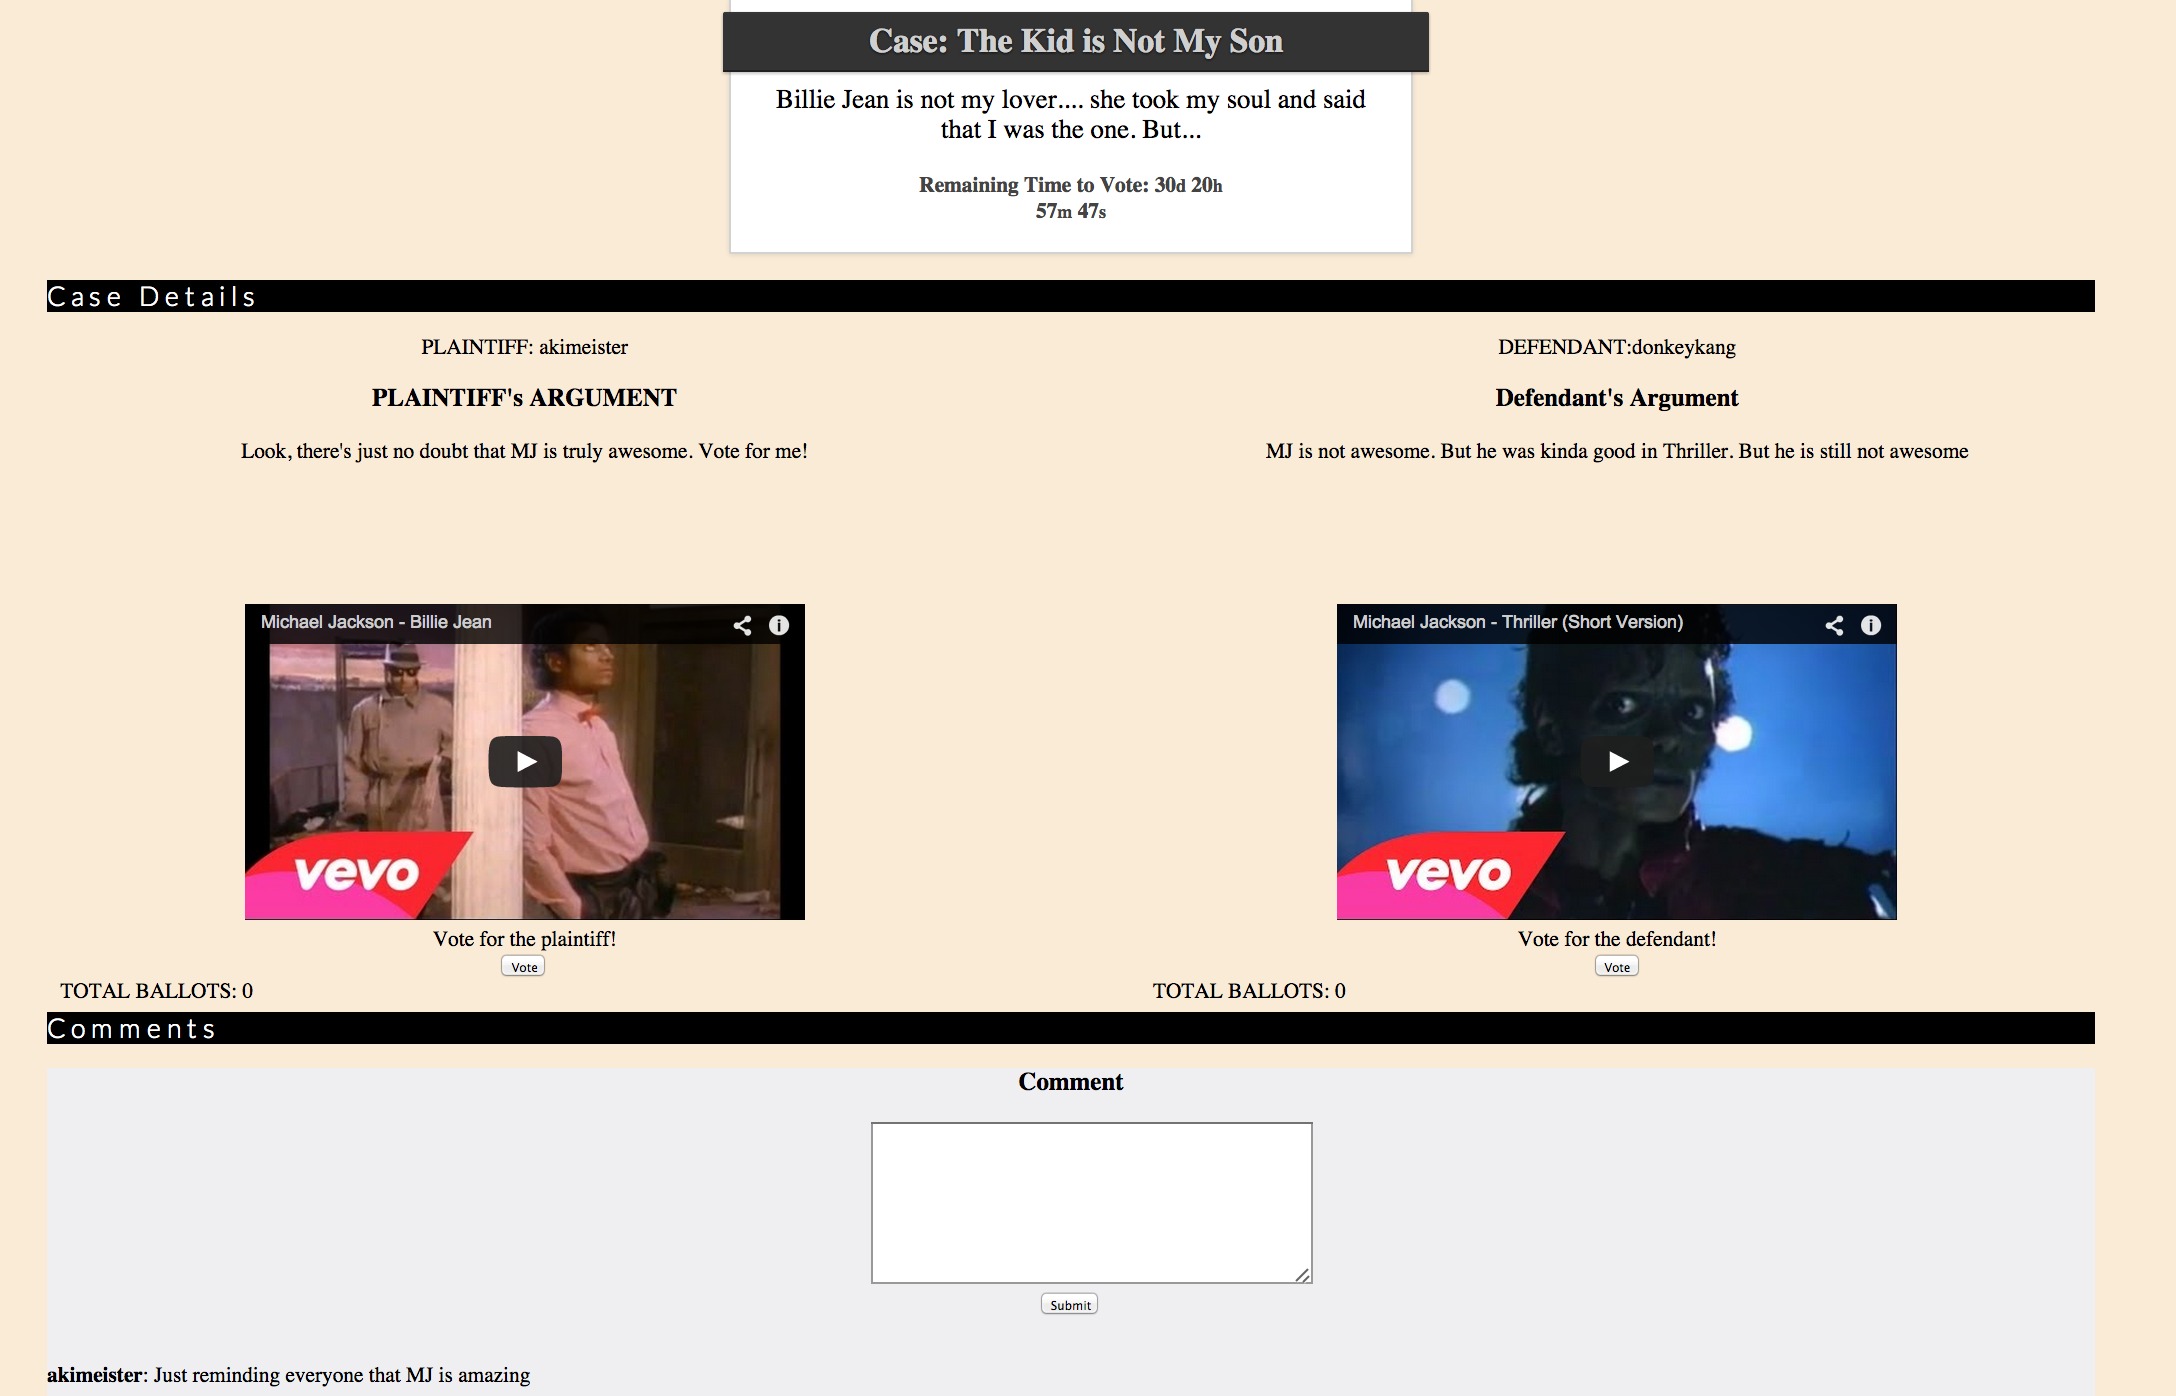 Case: The Kid is Not My Son
Billie Jean is not my lover.... she took my soul and said
that I was the one. But...
Remaining Time to Vote: 30d 20h
57m 47s
Case Details
PLAINTIFF: akimeister
PLAINTIFF's ARGUMENT
Look, there's just no doubt that MJ is truly awesome. Vote for me!
Michael Jackson - Billie Jean
vevo
Vote for the plaintiff!
Vote
TOTAL BALLOTS: 0
DEFENDANT:donkeykang
Defendant's Argument
MJ is not awesome. But he was kinda good in Thriller. But he is still not awesome
Michael Jackson - Thriller (Short Version)
vevo
Vote for the defendant!
Vote
TOTAL BALLOTS: 0
Comments
Comment
Submit
akimeister: Just reminding everyone that MJ is amazing